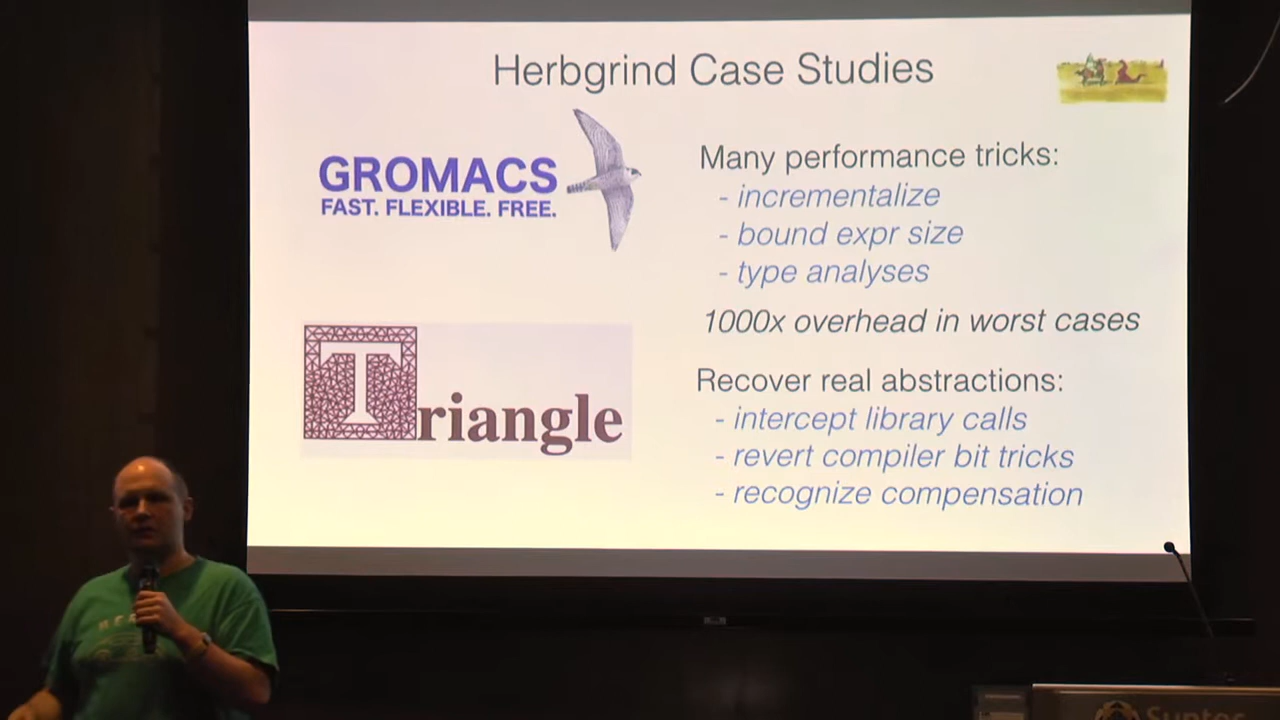 Herbgrind Case Studies
GROMACS
FAST. FLEXIBLE. FREE.
Triangle
Many performance tricks:
- incrementalize
- bound expr size
- type analyses
1000x overhead in worst cases
Recover real abstractions:
- intercept library calls
- revert compiler bit tricks
- recognize compensation